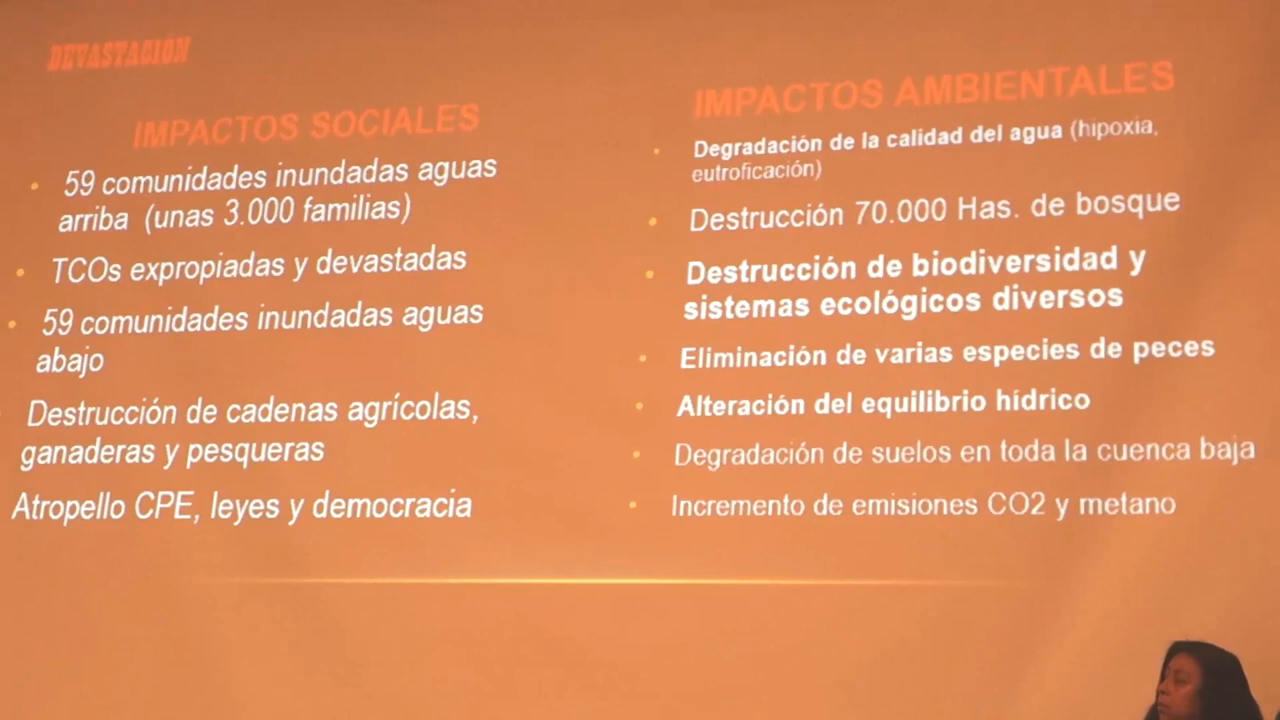 DEVASTACIÓN
IMPACTOS SOCIALES
59 comunidades inundadas aguas
arriba (unas 3.000 familias)
TCOs expropiadas y devastadas
59 comunidades inundadas aguas
abajo
Destrucción de cadenas agrícolas,
ganaderas y pesqueras
Atropello CPE, leyes y democracia
IMPACTOS AMBIENTALES
Degradación de la calidad del agua (hipoxia,
eutroficación)
Destrucción 70.000 Has. de bosque
Destrucción de biodiversidad y
sistemas ecológicos diversos
Eliminación de varias especies de peces
Alteración del equilibrio hídrico
Degradación de suelos en toda la cuenca baja
Incremento de emisiones CO2 y metano